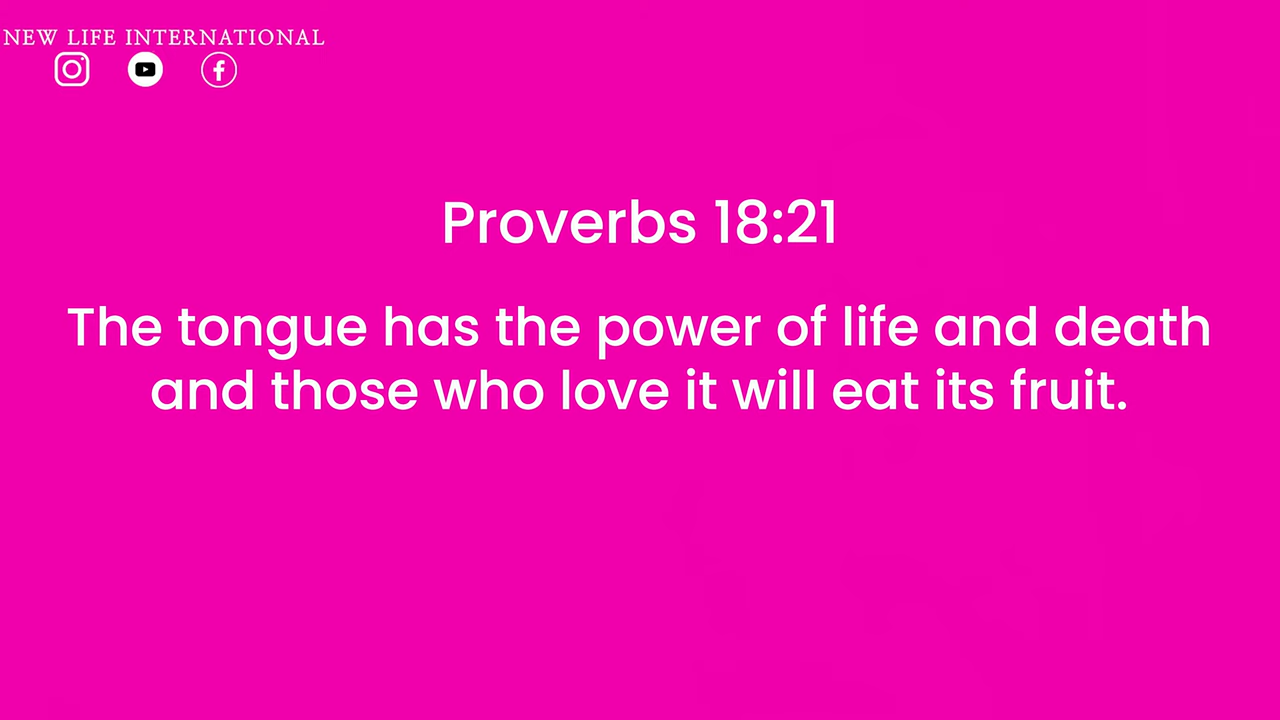 NEW LIFE INTERNATIONAL
Proverbs 18:21
The tongue has the power of life and death
and those who love it will eat its fruit.